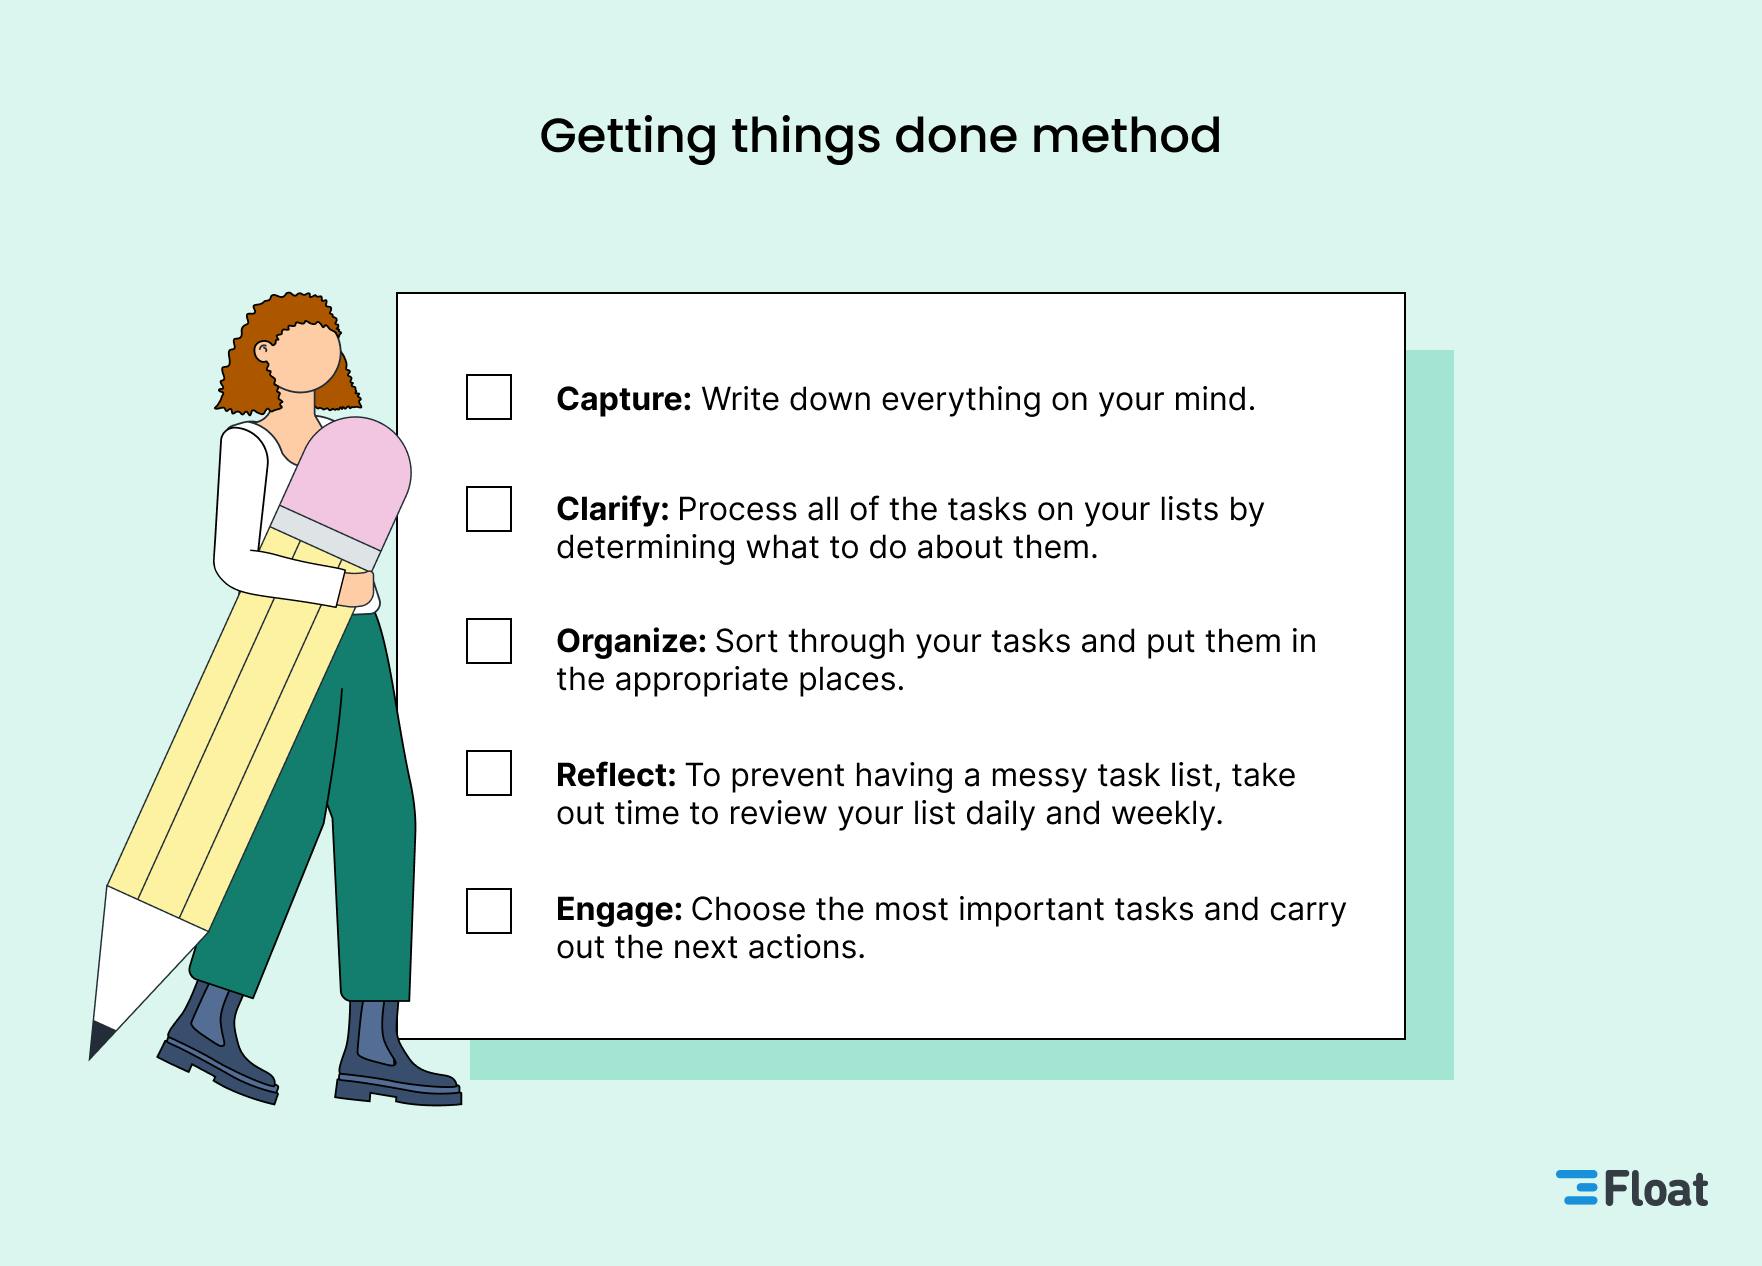 Getting things done method
Capture: Write down everything on your mind.
Clarify: Process all of the tasks on your lists by
determining what to do about them.
Organize: Sort through your tasks and put them in
the appropriate places.
Reflect: To prevent having a messy task list, take
out time to review your list daily and weekly.
Engage: Choose the most important tasks and carry
out the next actions.
Float